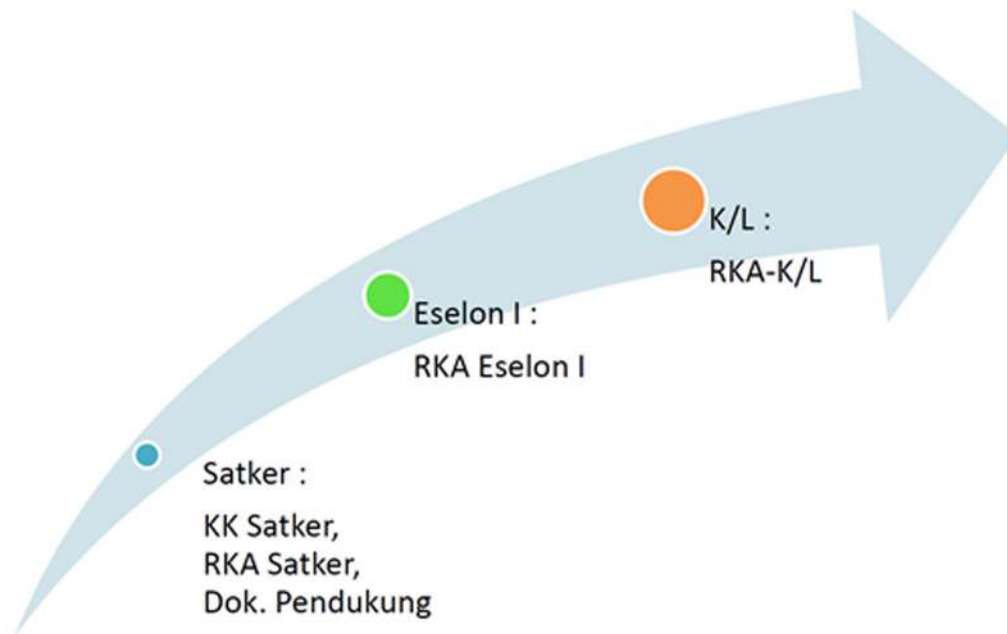 K/L :
RKA-K/L
Eselon I :
RKA Eselon I
Satker :
KK Satker,
RKA Satker,
Dok. Pendukung